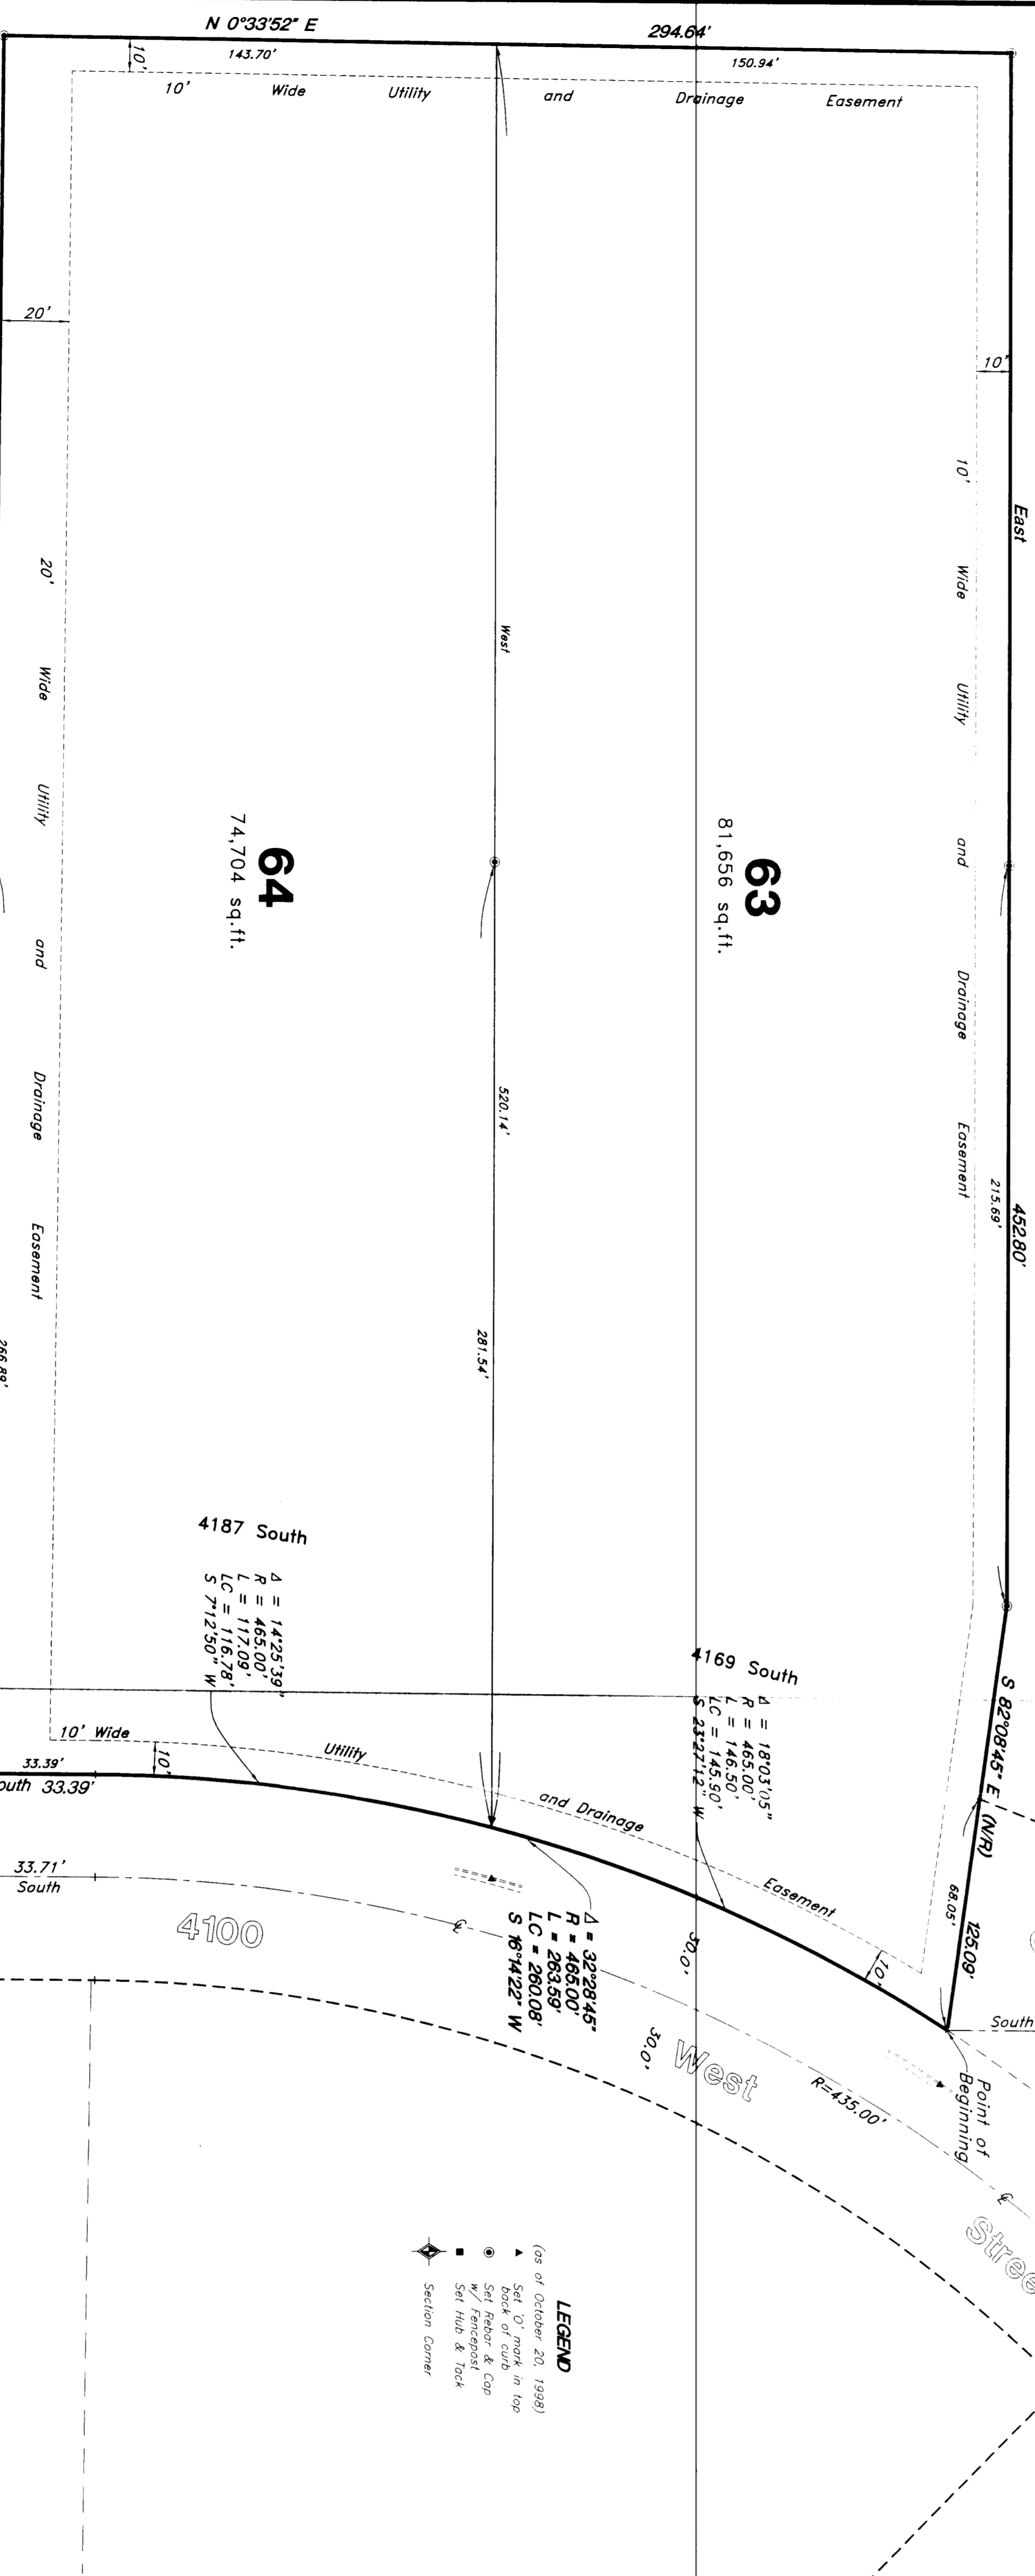 N 0°33'52" E
294.64'
143.70'
150.94'
10'
10' Wide Utility and Drainage Easement
20'
10'
East
10' Wide Utility and Drainage Easement
452.80'
215.69'
West
520.14'
281.54'
63
81,656 sq.ft.
64
74,704 sq.ft.
20' Wide Utility and Drainage Easement
266.89'
4187 South
Δ = 14°25'39"
R = 465.00'
L = 117.09'
LC = 116.78'
S 7°12'50" W
4169 South
Δ = 18°03'05"
R = 465.00'
L = 146.50'
LC = 145.90'
S 23°27'12" W
S 82°08'45" E (N/R)
125.09'
68.05'
10' Wide Utility and Drainage Easement
10'
10'
33.39'
outh 33.39'
33.71'
South
4100 West Stree
Δ = 32°28'45"
R = 465.00'
L = 263.59'
LC = 260.08'
S 16°14'22" W
30.0'
30.0'
R=435.00'
South
Point of
Beginning
LEGEND
(as of October 20, 1998)
Set 'O' mark in top
back of curb
Set Rebar & Cap
w/ Fencepost
Set Hub & Tack
Section Corner